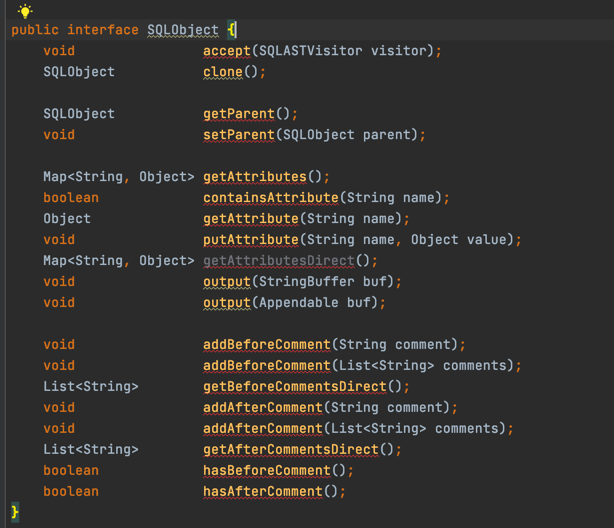 public interface SQLObject {
void accept(SQLASTVisitor visitor);
SQLObject clone();
SQLObject getParent();
void setParent(SQLObject parent);
Map<String, Object> getAttributes();
boolean containsAttribute(String name);
Object getAttribute(String name);
void putAttribute(String name, Object value);
Map<String, Object> getAttributesDirect();
void output(StringBuffer buf);
void output(Appendable buf);
void addBeforeComment(String comment);
void addBeforeComment(List<String> comments);
List<String> getBeforeCommentsDirect();
void addAfterComment(String comment);
void addAfterComment(List<String> comments);
List<String> getAfterCommentsDirect();
boolean hasBeforeComment();
boolean hasAfterComment();
}